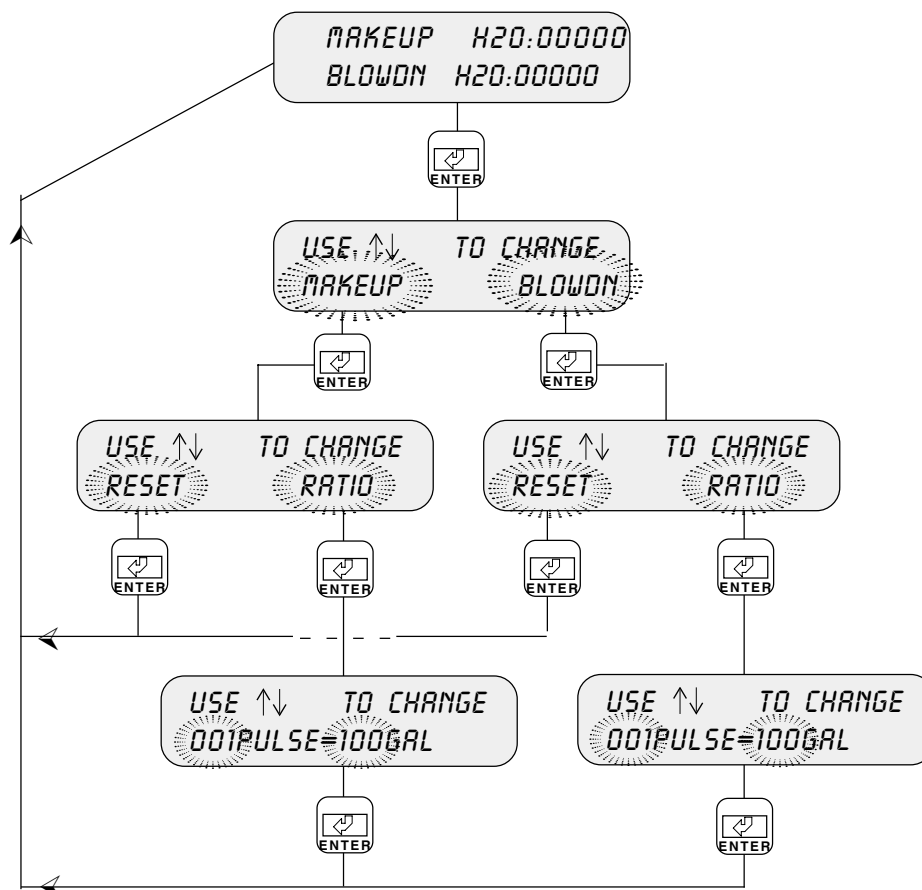 MAKEUP H2O:00000
BLOWDN H2O:00000
ENTER
USE ↑↓ TO CHANGE
MAKEUP BLOWDN
ENTER ENTER
USE ↑↓ TO CHANGE USE ↑↓ TO CHANGE
RESET RATIO RESET RATIO
ENTER ENTER ENTER ENTER
USE ↑↓ TO CHANGE USE ↑↓ TO CHANGE
001PULSE=100GAL 001PULSE=100GAL
ENTER ENTER